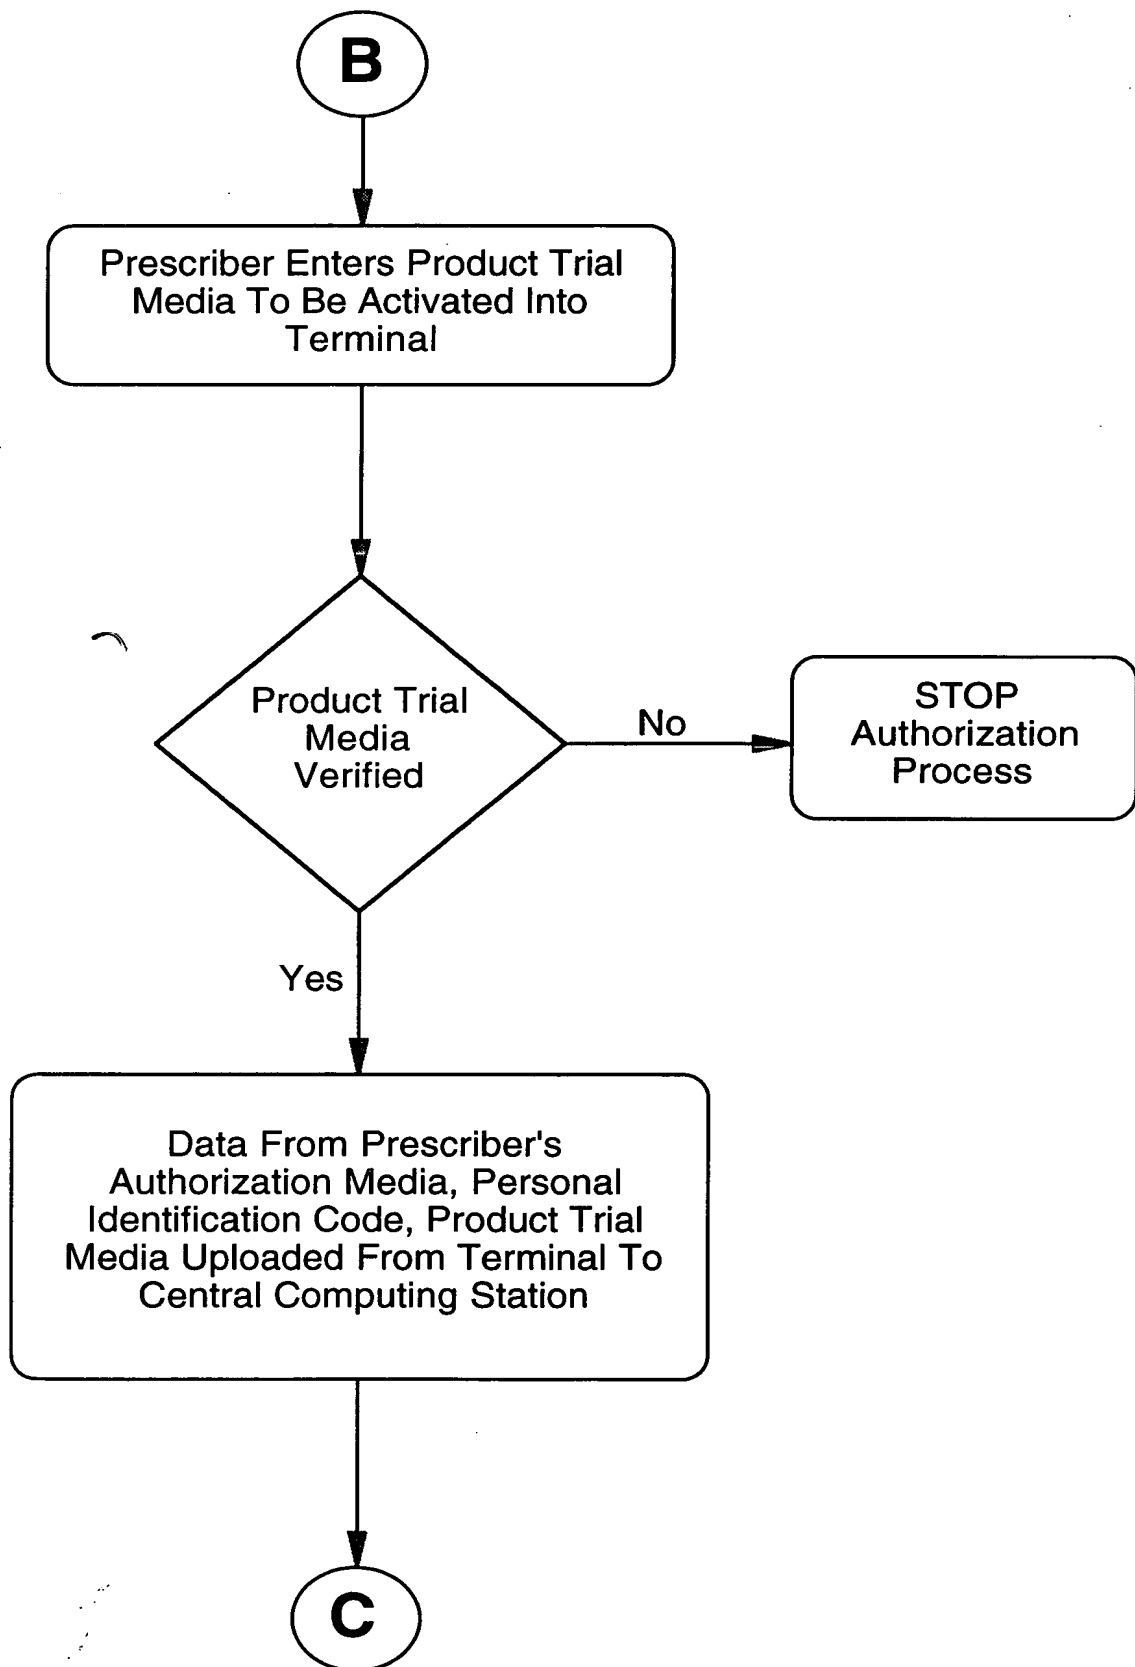 B
Prescriber Enters Product Trial
Media To Be Activated Into
Terminal
Product Trial
Media
Verified
No
STOP
Authorization
Process
Yes
Data From Prescriber's
Authorization Media, Personal
Identification Code, Product Trial
Media Uploaded From Terminal To
Central Computing Station
C